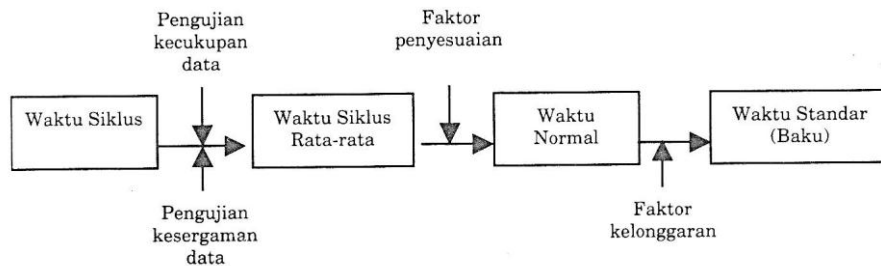 Pengujian
kecukupan
data
Faktor
penyesuaian
Waktu Siklus
Waktu Siklus
Rata-rata
Waktu
Normal
Waktu Standar
(Baku)
Pengujian
kesergaman
data
Faktor
kelonggaran